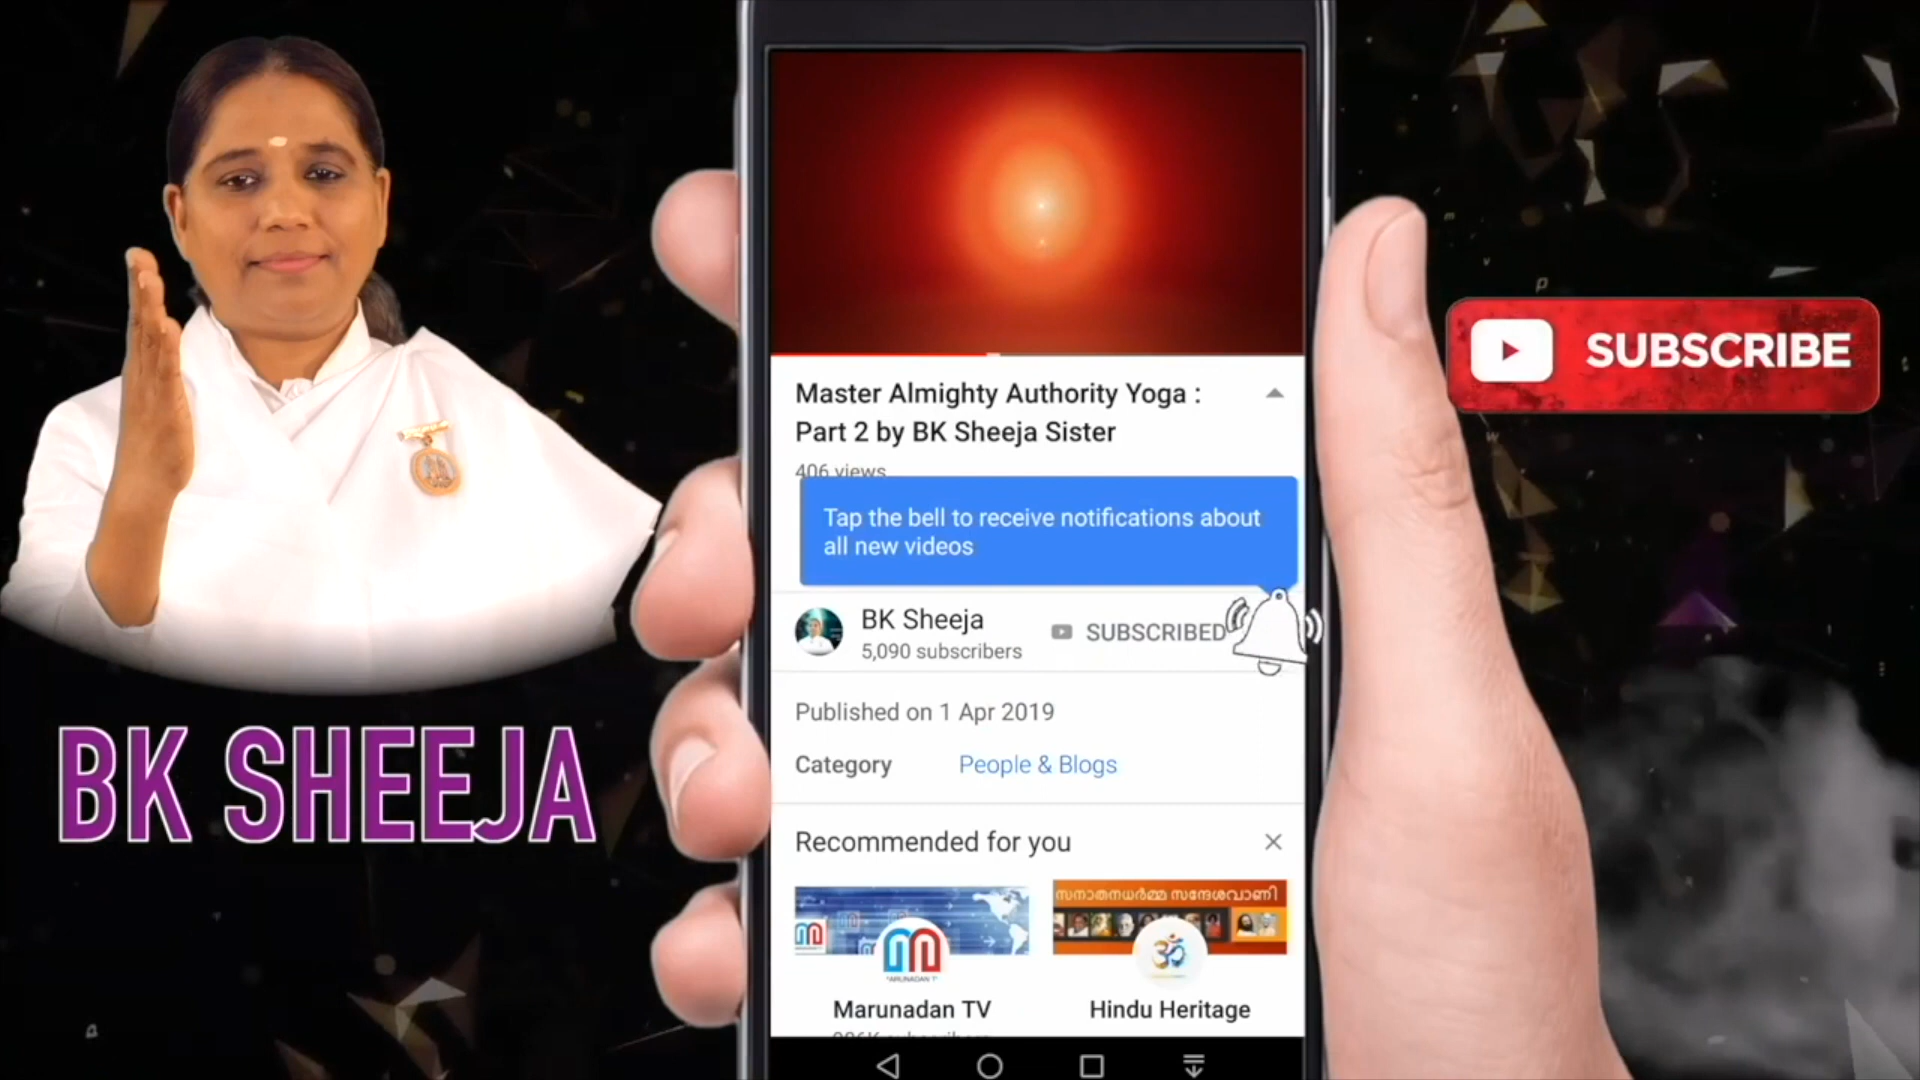 BK SHEEJA
Master Almighty Authority Yoga :
Part 2 by BK Sheeja Sister
406 views
Tap the bell to receive notifications about
all new videos
BK Sheeja
5,090 subscribers
SUBSCRIBED
Published on 1 Apr 2019
Category
People & Blogs
Recommended for you
സനാതനധർമ്മ സന്ദേശവാണി
ॐ
Marunadan TV
Hindu Heritage
SUBSCRIBE